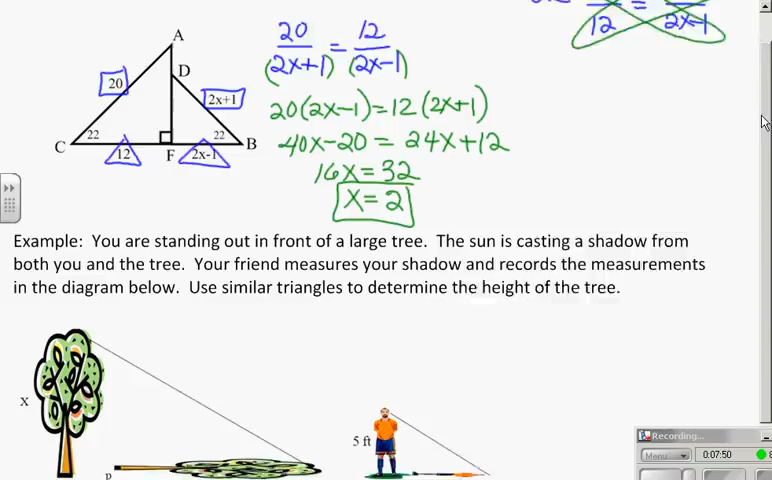 12 2x-1
=
A
D
20
2x+1
22
22
C
12
F
2x-1
B
20 = 12
(2x+1) (2x-1)
20(2x-1)=12(2x+1)
40x-20 = 24x+12
16x = 32
x = 2
Example: You are standing out in front of a large tree. The sun is casting a shadow from
both you and the tree. Your friend measures your shadow and records the measurements
in the diagram below. Use similar triangles to determine the height of the tree.
X
5 ft
p
Recording...
Menu
0:07:50